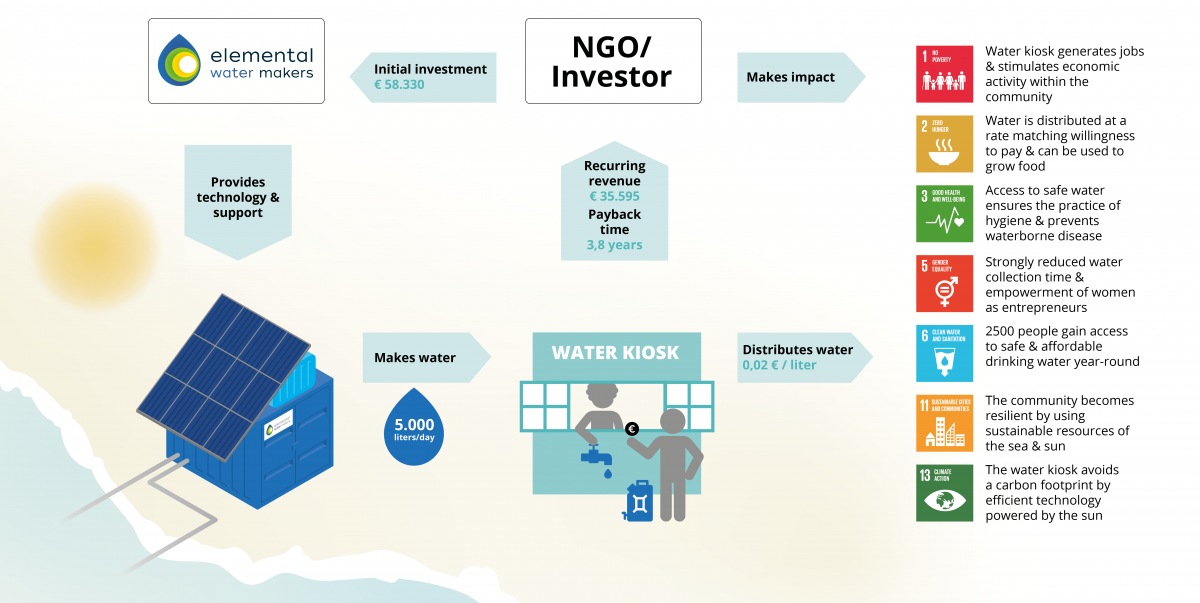 elemental
water makers
Initial investment
€ 58.330
NGO/
Investor
Makes impact
Provides
technology &
support
Recurring
revenue
€ 35.595
Payback
time
3,8 years
Makes water
5.000
liters/day
WATER KIOSK
€
Distributes water
0,02 € / liter
1 NO
POVERTY
Water kiosk generates jobs
& stimulates economic
activity within the
community
2 ZERO
HUNGER
Water is distributed at a
rate matching willingness
to pay & can be used to
grow food
3 GOOD HEALTH
AND WELL-BEING
Access to safe water
ensures the practice of
hygiene & prevents
waterborne disease
5 GENDER
EQUALITY
Strongly reduced water
collection time &
empowerment of women
as entrepreneurs
6 CLEAN WATER
AND SANITATION
2500 people gain access
to safe & affordable
drinking water year-round
11 SUSTAINABLE CITIES
AND COMMUNITIES
The community becomes
resilient by using
sustainable resources of
the sea & sun
13 CLIMATE
ACTION
The water kiosk avoids
a carbon footprint by
efficient technology
powered by the sun